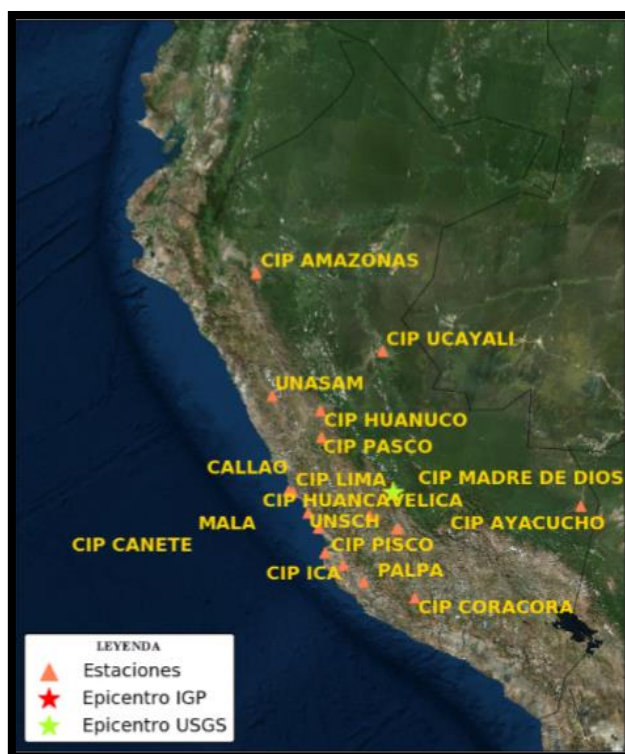 CIP AMAZONAS
CIP UCAYALI
UNASAM
CIP HUANUCO
CIP PASCO
CALLAO
CIP LIMA
CIP MADRE DE DIOS
CIP HUANCAVELICA
MALA
UNSCH
CIP AYACUCHO
CIP CANETE
CIP PISCO
CIP ICA
PALPA
CIP CORACORA
LEYENDA
Estaciones
Epicentro IGP
Epicentro USGS